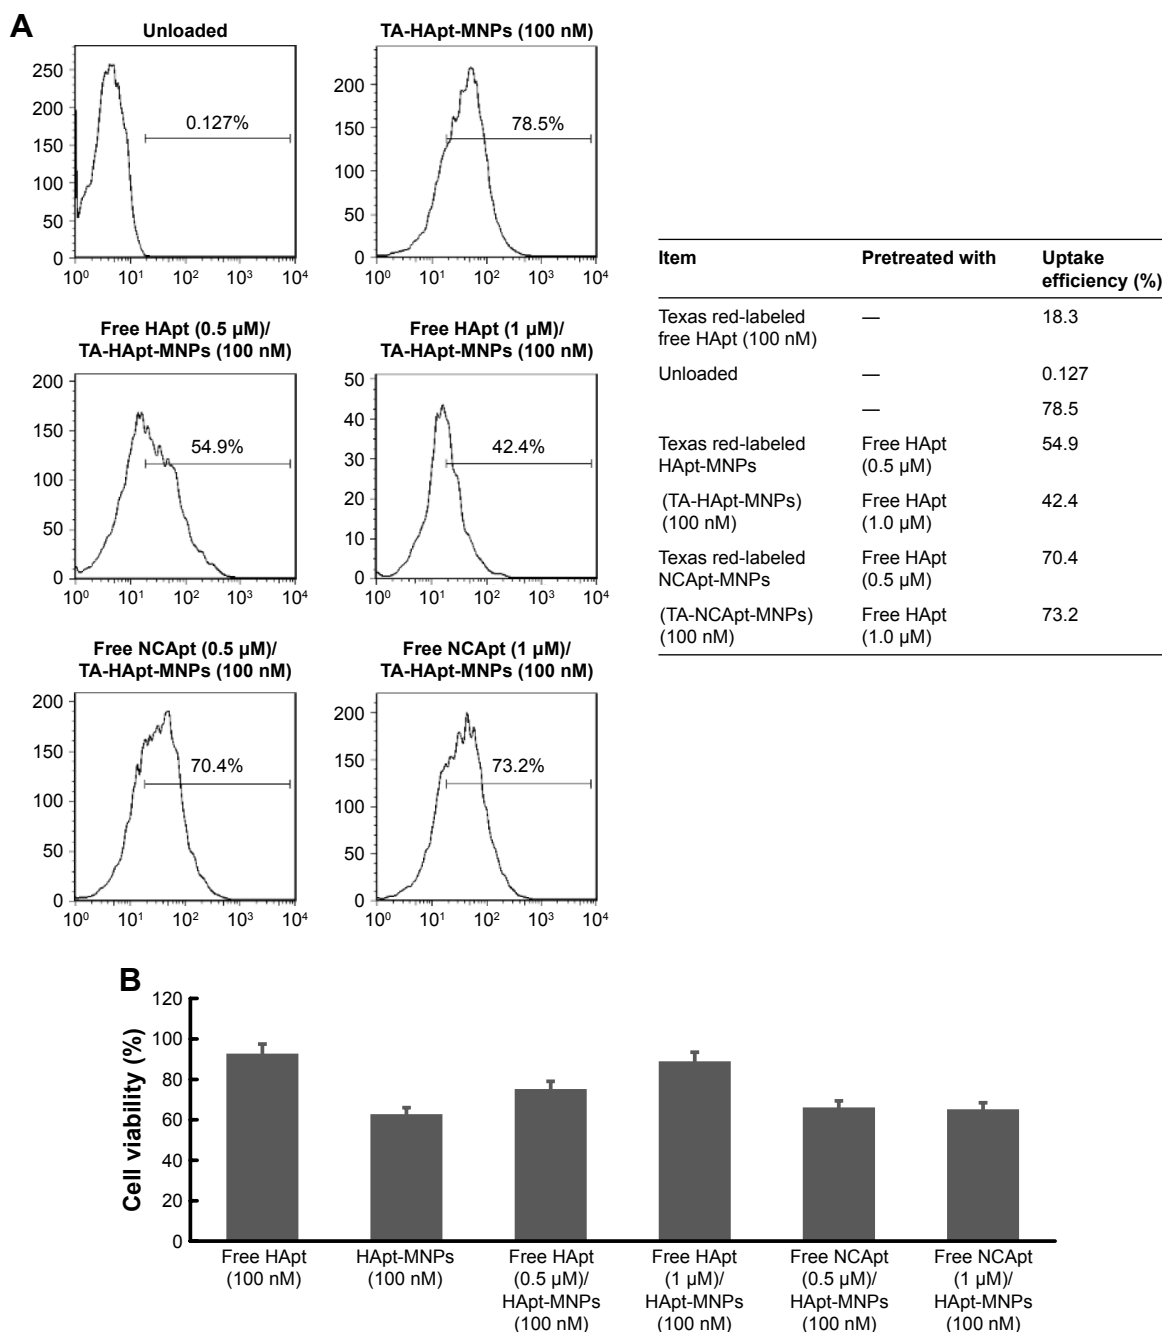 A
Unloaded
250
200
150
100
50
0
0.127%
10⁰ 10¹ 10² 10³ 10⁴
TA-HApt-MNPs (100 nM)
200
150
100
50
0
78.5%
10⁰ 10¹ 10² 10³ 10⁴
Free HApt (0.5 µM)/
TA-HApt-MNPs (100 nM)
200
150
100
50
0
54.9%
10⁰ 10¹ 10² 10³ 10⁴
Free HApt (1 µM)/
TA-HApt-MNPs (100 nM)
50
40
30
20
10
0
42.4%
10⁰ 10¹ 10² 10³ 10⁴
Free NCApt (0.5 µM)/
TA-HApt-MNPs (100 nM)
200
150
100
50
0
70.4%
10⁰ 10¹ 10² 10³ 10⁴
Free NCApt (1 µM)/
TA-HApt-MNPs (100 nM)
200
150
100
50
0
73.2%
10⁰ 10¹ 10² 10³ 10⁴
Item Pretreated with Uptake
efficiency (%)
Texas red-labeled — 18.3
free HApt (100 nM)
Unloaded — 0.127
— 78.5
Texas red-labeled Free HApt 54.9
HApt-MNPs (0.5 µM)
(TA-HApt-MNPs) Free HApt 42.4
(100 nM) (1.0 µM)
Texas red-labeled Free HApt 70.4
NCApt-MNPs (0.5 µM)
(TA-NCApt-MNPs) Free HApt 73.2
(100 nM) (1.0 µM)
B
Cell viability (%)
120
100
80
60
40
20
0
Free HApt
(100 nM)
HApt-MNPs
(100 nM)
Free HApt
(0.5 µM)/
HApt-MNPs
(100 nM)
Free HApt
(1 µM)/
HApt-MNPs
(100 nM)
Free NCApt
(0.5 µM)/
HApt-MNPs
(100 nM)
Free NCApt
(1 µM)/
HApt-MNPs
(100 nM)